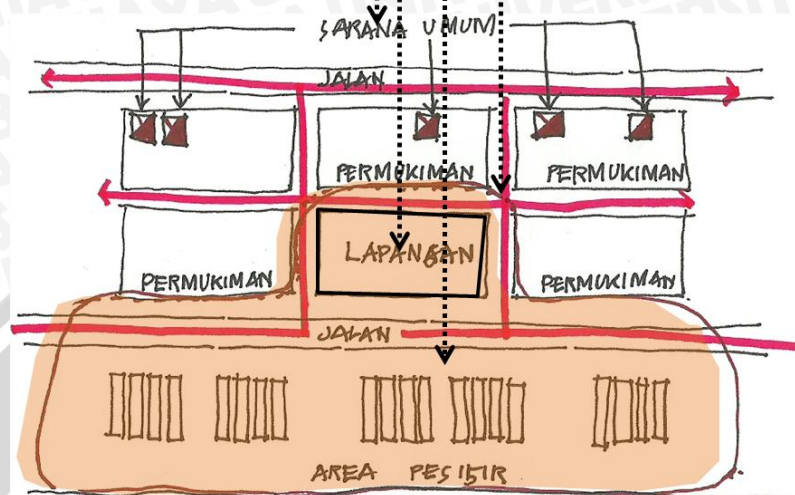 SARANA UMUM
JALAN
PERMUKIMAN
PERMUKIMAN
LAPANGAN
PERMUKIMAN
PERMUKIMAN
JALAN
AREA PESISIR